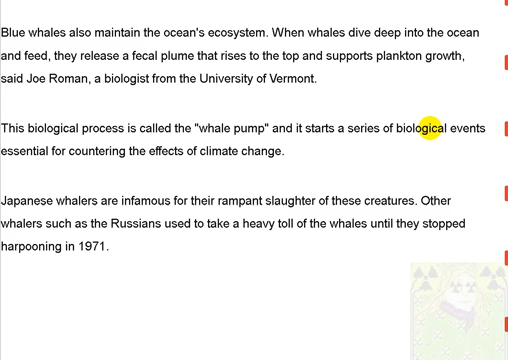 Blue whales also maintain the ocean's ecosystem. When whales dive deep into the ocean
and feed, they release a fecal plume that rises to the top and supports plankton growth,
said Joe Roman, a biologist from the University of Vermont.
This biological process is called the "whale pump" and it starts a series of biological events
essential for countering the effects of climate change.
Japanese whalers are infamous for their rampant slaughter of these creatures. Other
whalers such as the Russians used to take a heavy toll of the whales until they stopped
harpooning in 1971.